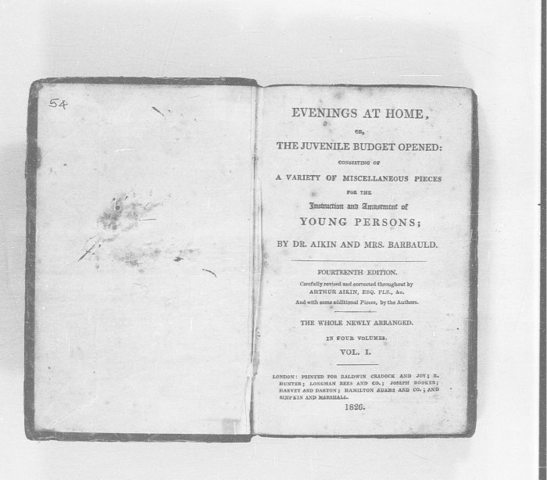 54
EVENINGS AT HOME,
OR,
THE JUVENILE BUDGET OPENED:
CONSISTING OF
A VARIETY OF MISCELLANEOUS PIECES
FOR THE
Instruction and Amusement of
YOUNG PERSONS;
BY DR. AIKIN AND MRS. BARBAULD.
FOURTEENTH EDITION.
Carefully revised and corrected throughout by
ARTHUR AIKIN, ESQ. FLS., &c.
And with some additional Pieces, by the Authors.
THE WHOLE NEWLY ARRANGED.
IN FOUR VOLUMES.
VOL. I.
LONDON: PRINTED FOR BALDWIN CRADOCK AND JOY; R.
HUNTER; LONGMAN REES AND CO.; JOSEPH BOOKER;
HARVEY AND DARTON; HAMILTON ADAMS AND CO.; AND
SIMPKIN AND MARSHALL.
1826.